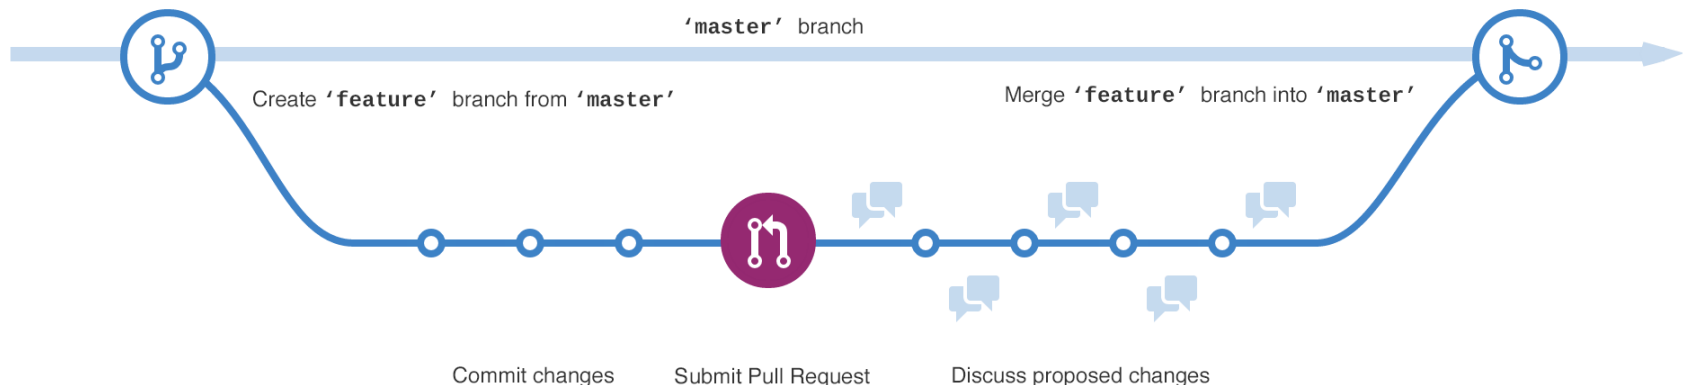 ‘master’ branch
Create ‘feature’ branch from ‘master’
Merge ‘feature’ branch into ‘master’
Commit changes
Submit Pull Request
Discuss proposed changes